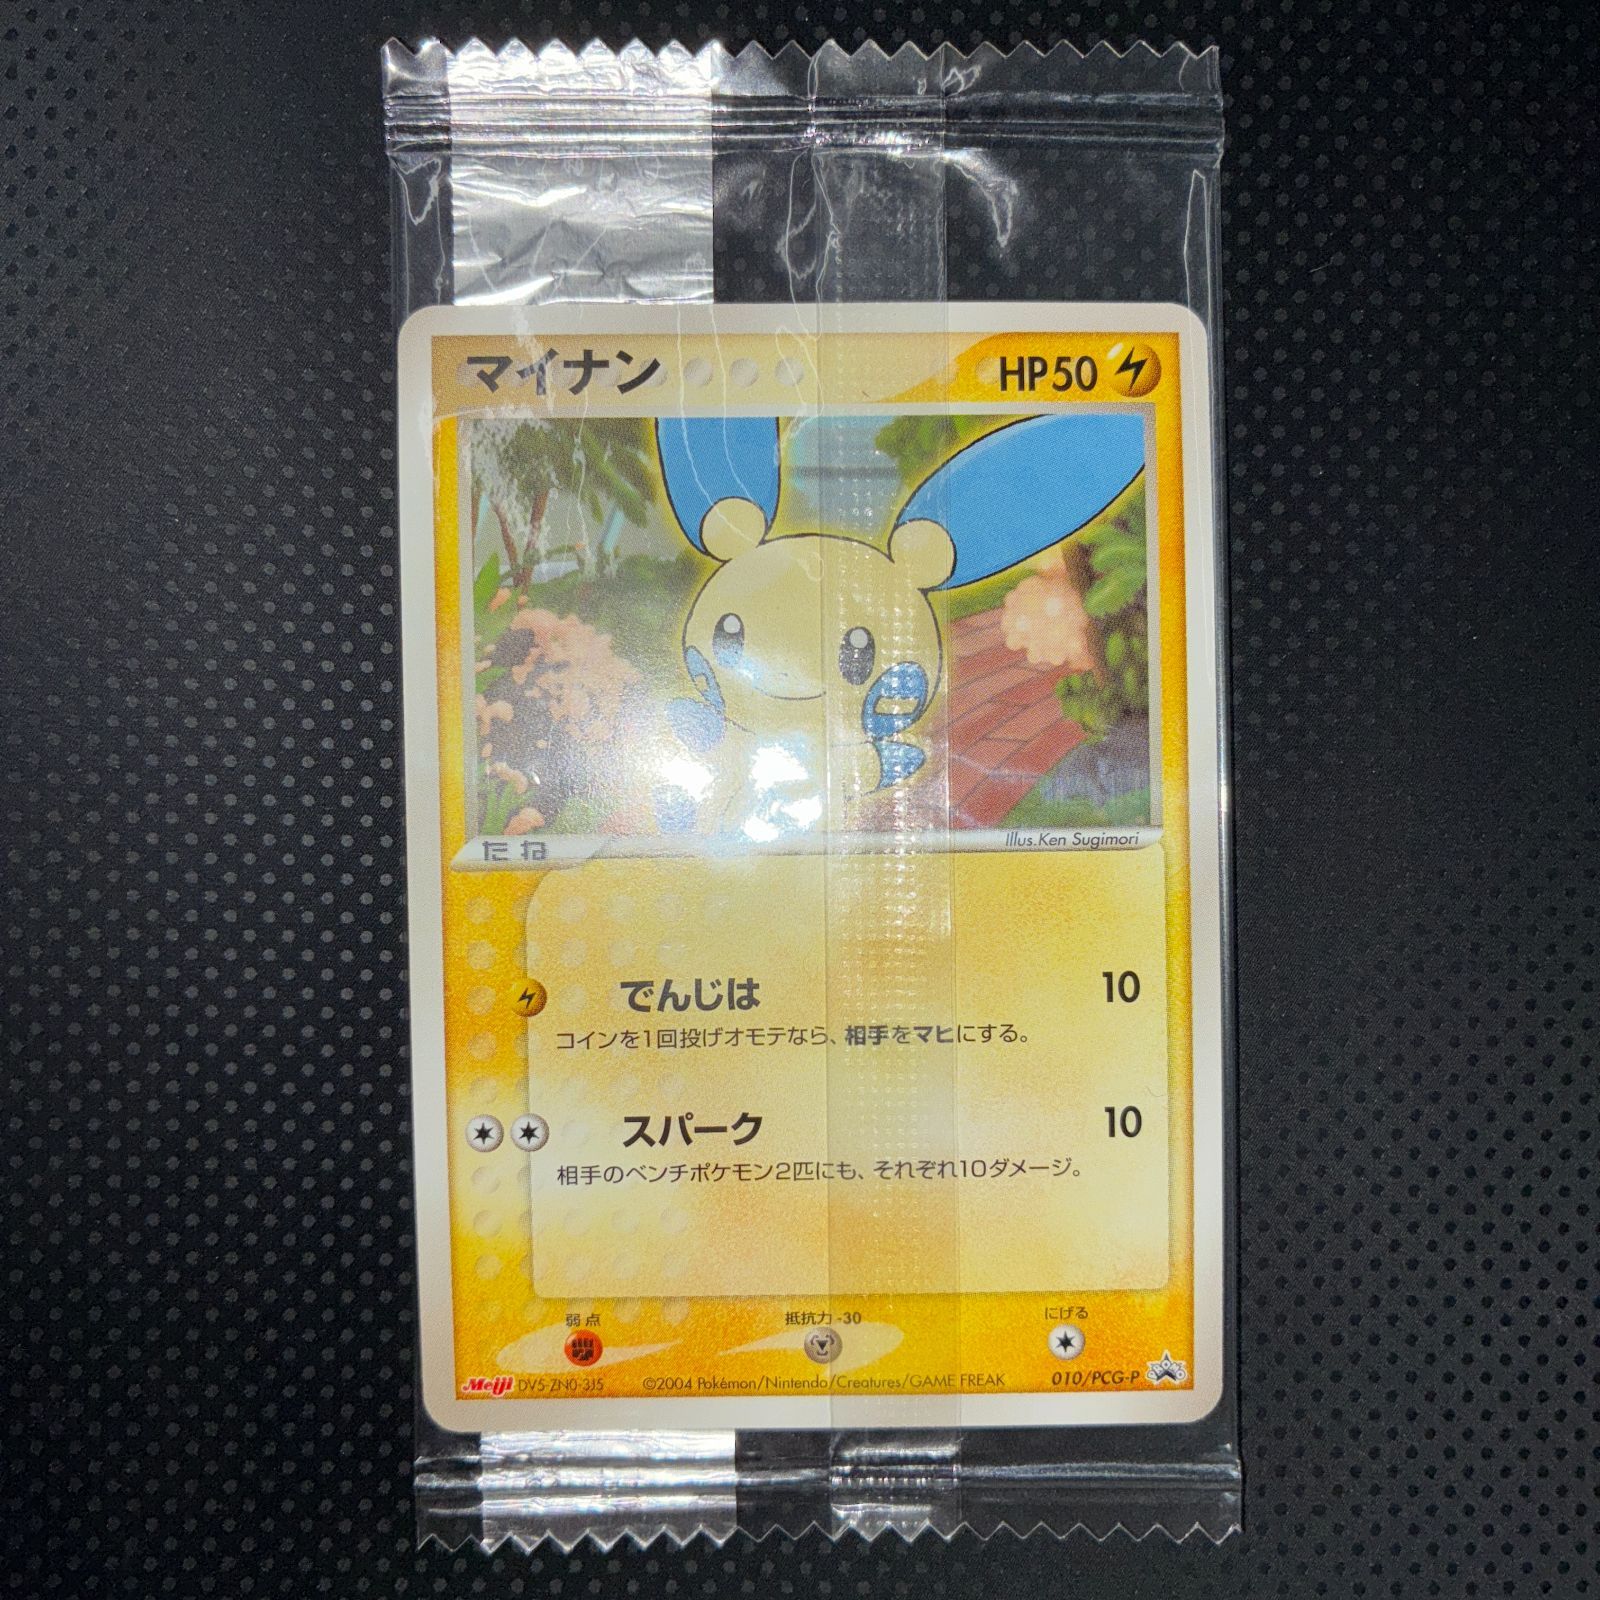 マイナン HP50
たね
Illus.Ken Sugimori
でんじは 10
コインを1回投げオモテなら、相手をマヒにする。
スパーク 10
相手のベンチポケモン2匹にも、それぞれ10ダメージ。
弱点 抵抗力-30 にげる
Meiji DV5-ZN0-3J5 ©2004 Pokémon/Nintendo/Creatures/GAME FREAK 010/PCG-P